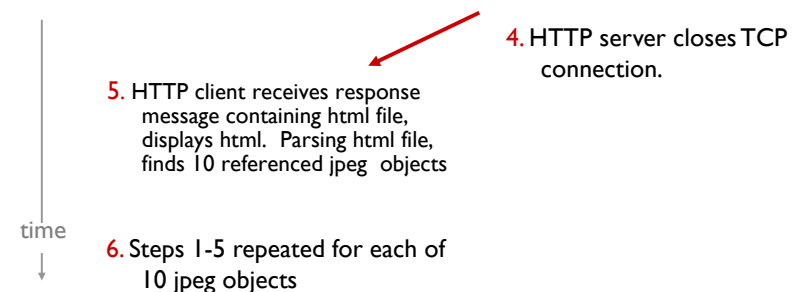 4. HTTP server closes TCP
connection.
5. HTTP client receives response
message containing html file,
displays html. Parsing html file,
finds 10 referenced jpeg objects
time
6. Steps 1-5 repeated for each of
10 jpeg objects